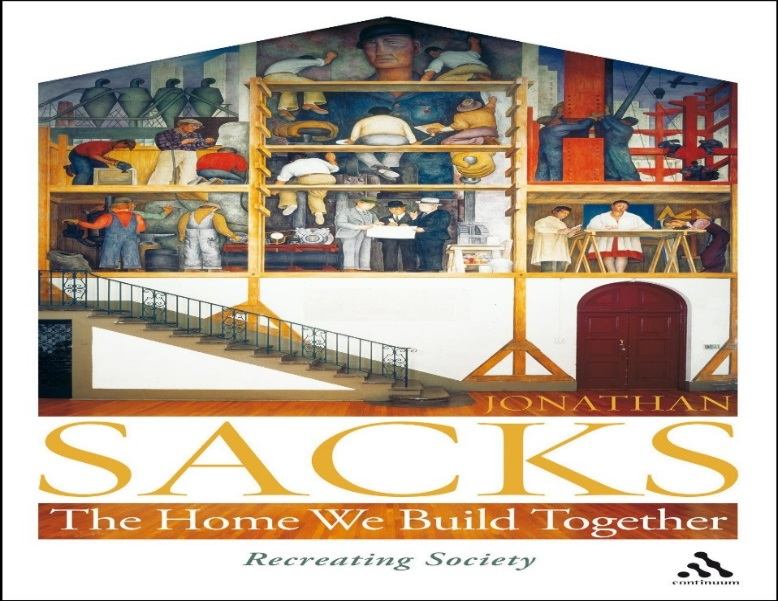 JONATHAN
SACKS
The Home We Build Together
Recreating Society
continuum